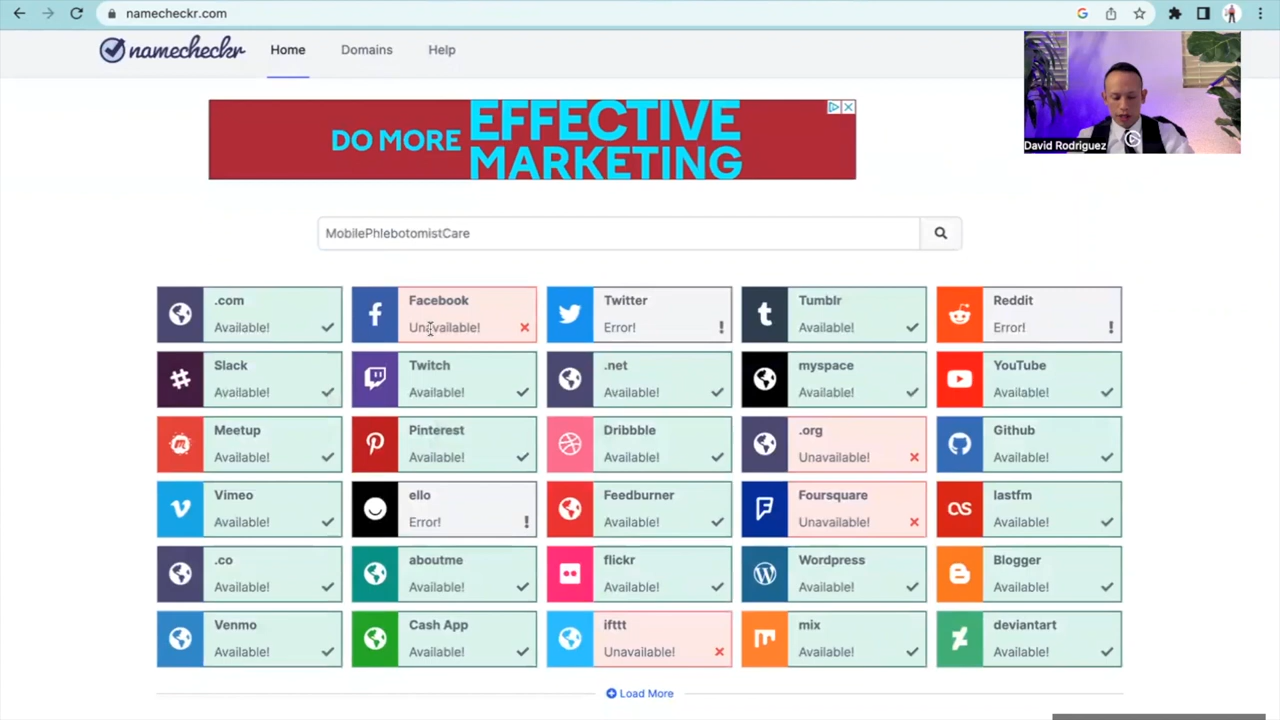 namecheckr.com
namecheckr
Home
Domains
Help
DO MORE EFFECTIVE
MARKETING
David Rodriguez
MobilePhlebotomistCare
.com
Available!
Facebook
Unavailable!
Twitter
Error!
Tumblr
Available!
Reddit
Error!
Slack
Available!
Twitch
Available!
.net
Available!
myspace
Available!
YouTube
Available!
Meetup
Available!
Pinterest
Available!
Dribbble
Available!
.org
Unavailable!
Github
Available!
Vimeo
Available!
ello
Error!
Feedburner
Available!
Foursquare
Unavailable!
lastfm
Available!
.co
Available!
aboutme
Available!
flickr
Available!
Wordpress
Available!
Blogger
Available!
Venmo
Available!
Cash App
Available!
ifttt
Unavailable!
mix
Available!
deviantart
Available!
Load More